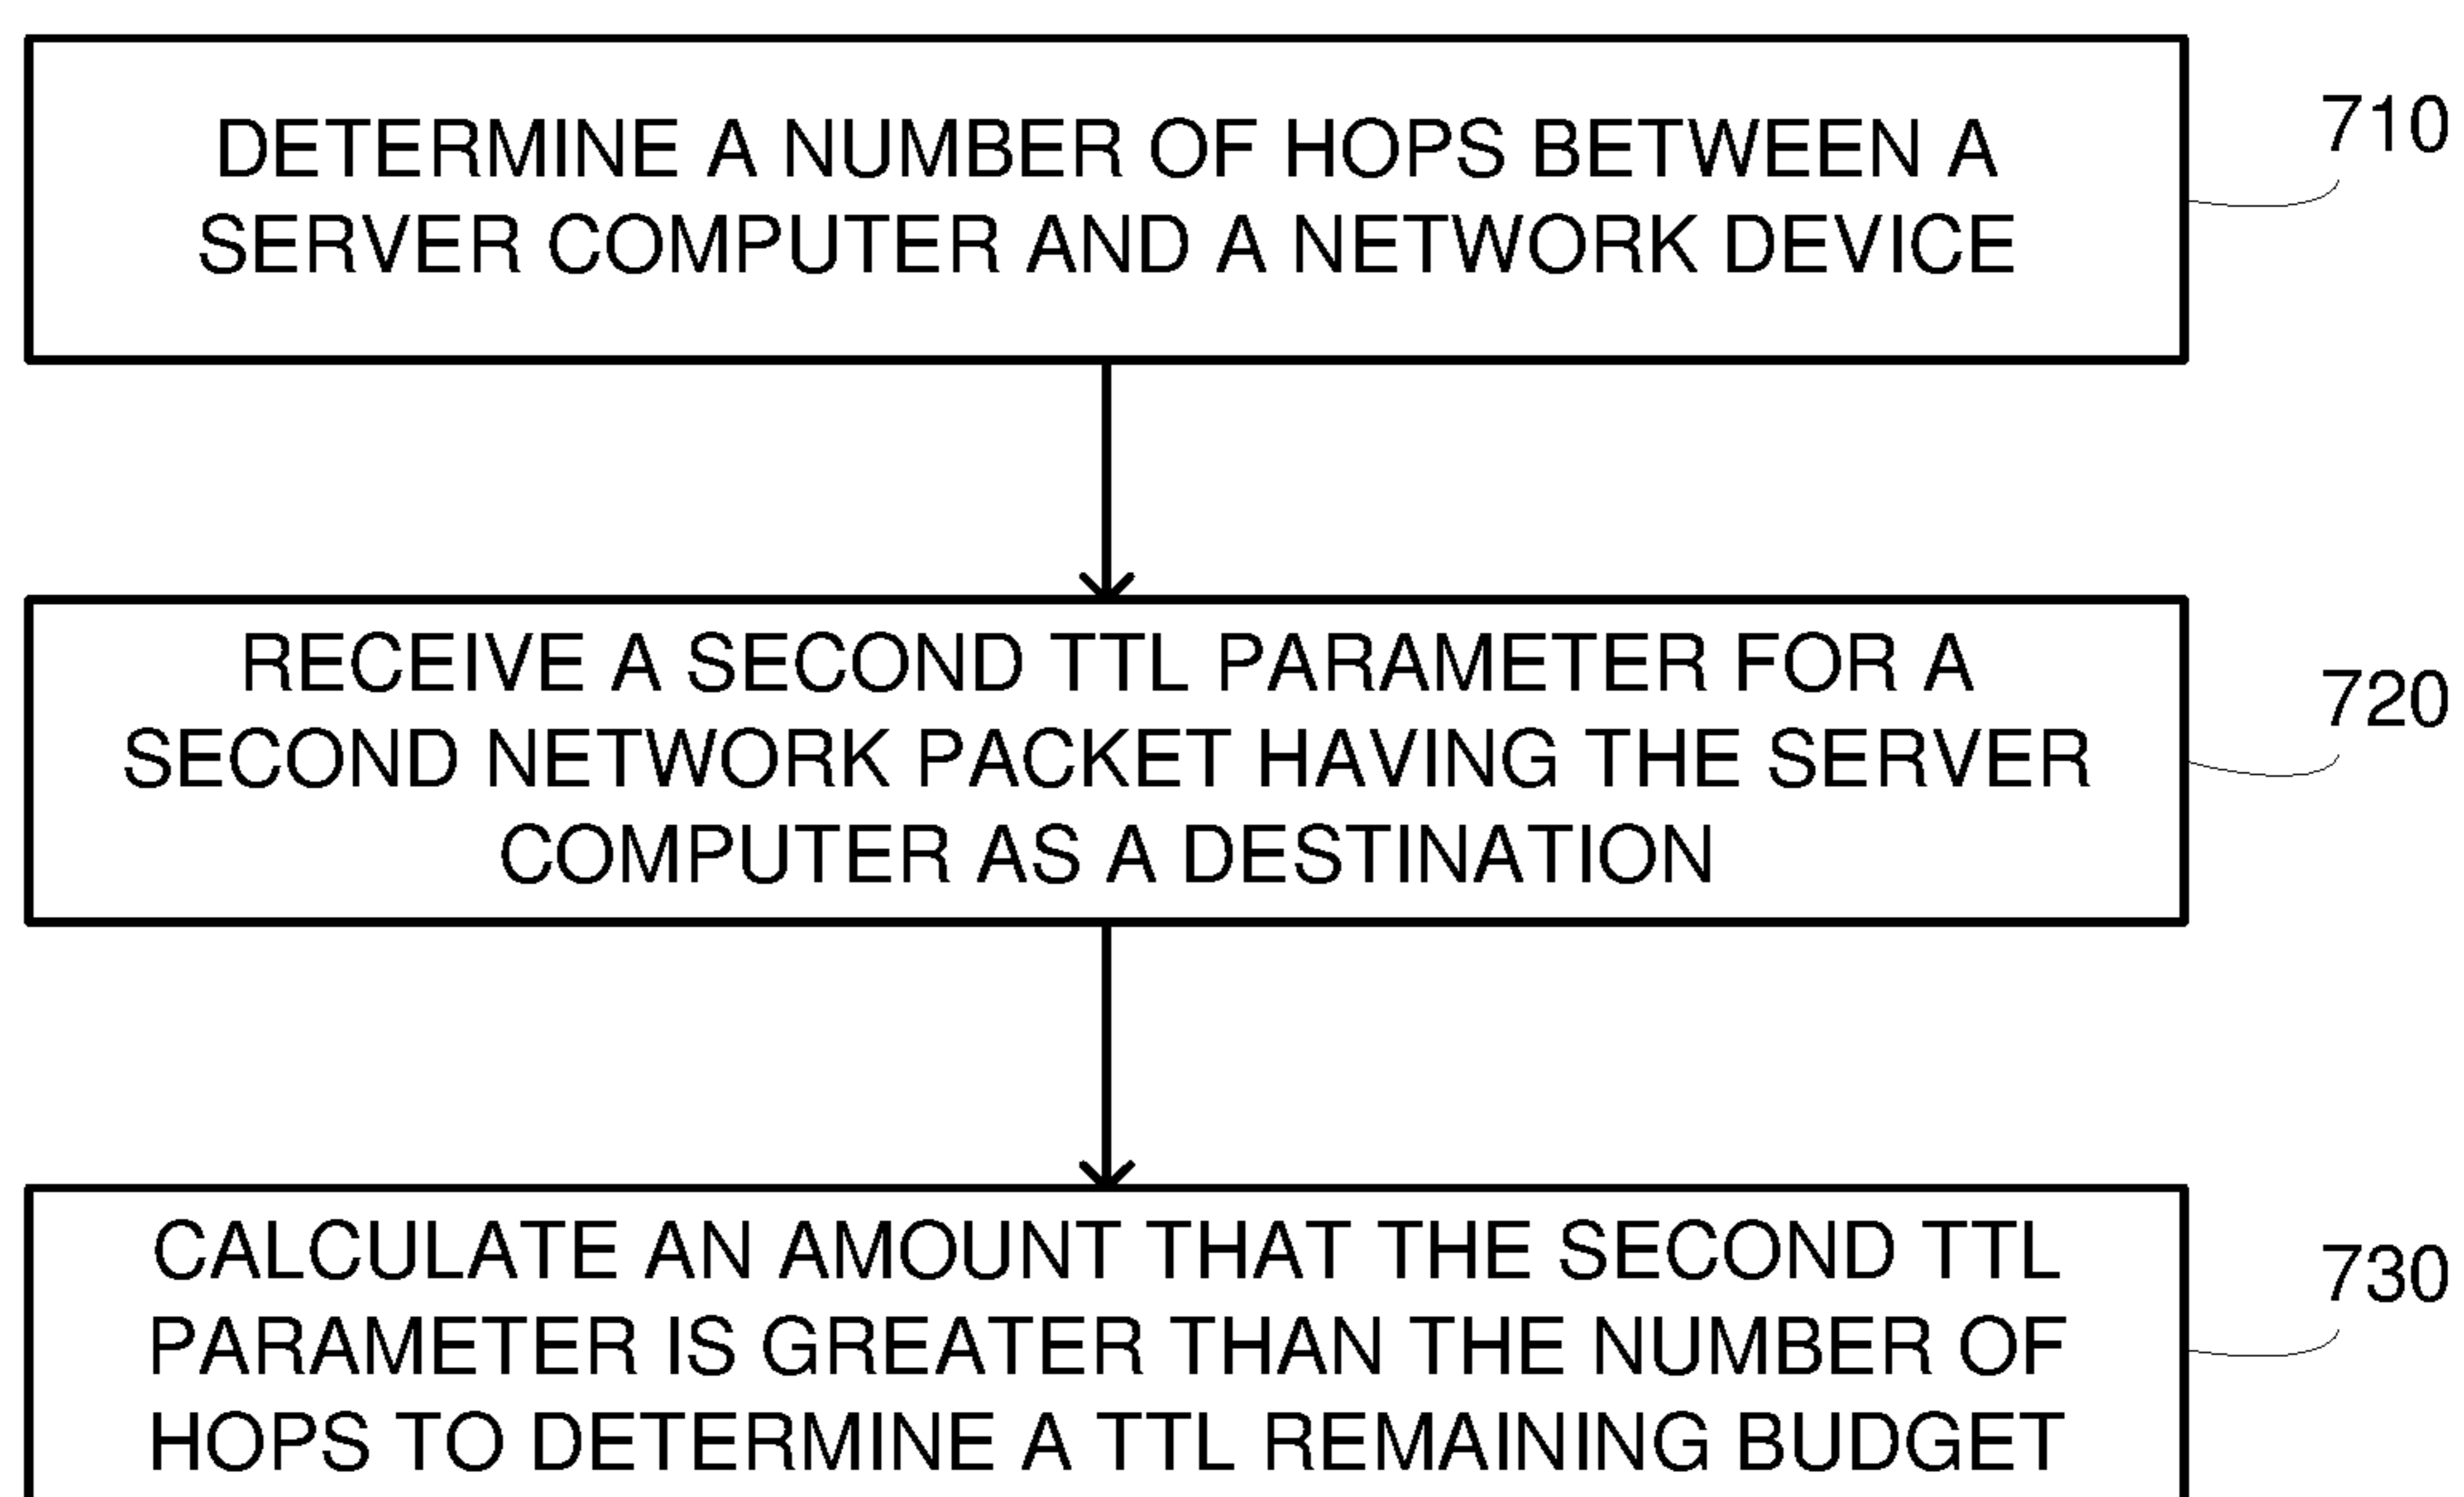 DETERMINE A NUMBER OF HOPS BETWEEN A
SERVER COMPUTER AND A NETWORK DEVICE
710
RECEIVE A SECOND TTL PARAMETER FOR A
SECOND NETWORK PACKET HAVING THE SERVER
COMPUTER AS A DESTINATION
720
CALCULATE AN AMOUNT THAT THE SECOND TTL
PARAMETER IS GREATER THAN THE NUMBER OF
HOPS TO DETERMINE A TTL REMAINING BUDGET
730